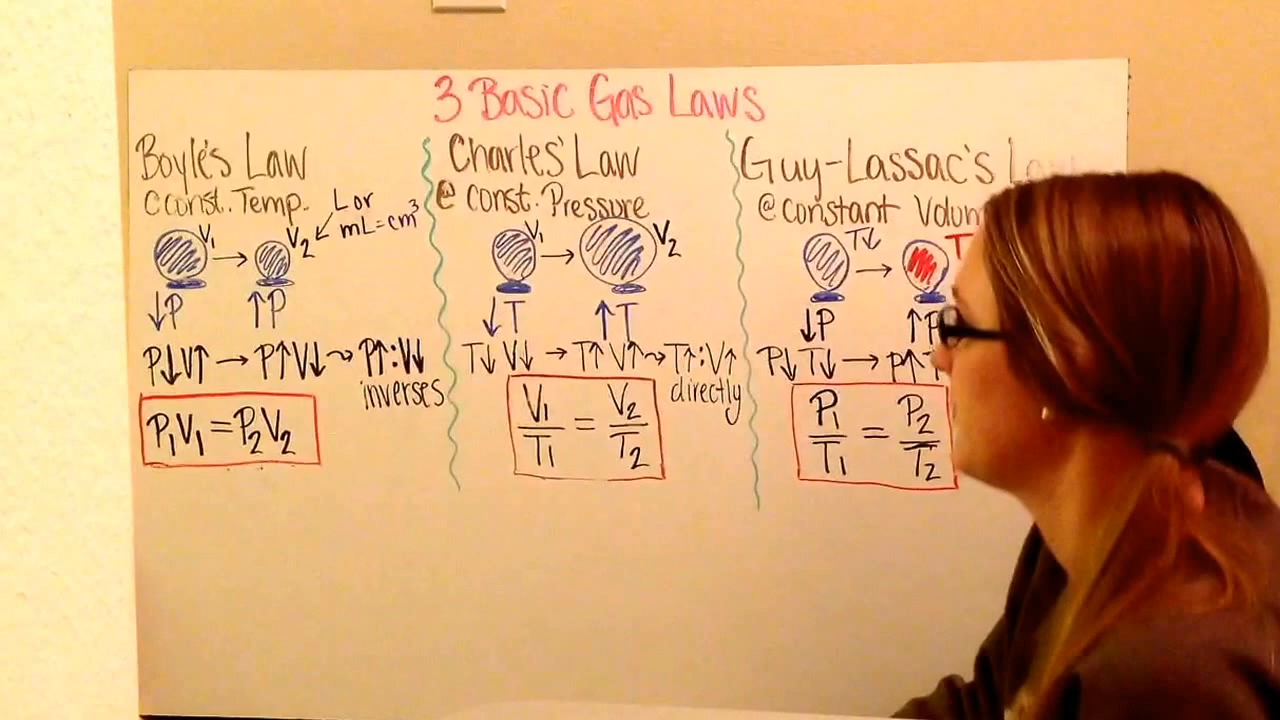 3 Basic Gas Laws
Boyle's Law
@const. Temp.
L or
mL=cm³
V₁ → V₂
↓P ↑P
P↓V↑ → P↑V↓ ⤳ P↑:V↓
inverses
P₁V₁=P₂V₂
Charles' Law
@ const. Pressure
V₁ → V₂
↓T ↑T
T↓ V↓ → T↑ V↑ ⤳ T↑:V↑
directly
V₁/T₁ = V₂/T₂
Guy-Lassac's
@constant
T↓ →
↓P ↑P
P↓ T↓ → P↑
P₁/T₁ = P₂/T₂